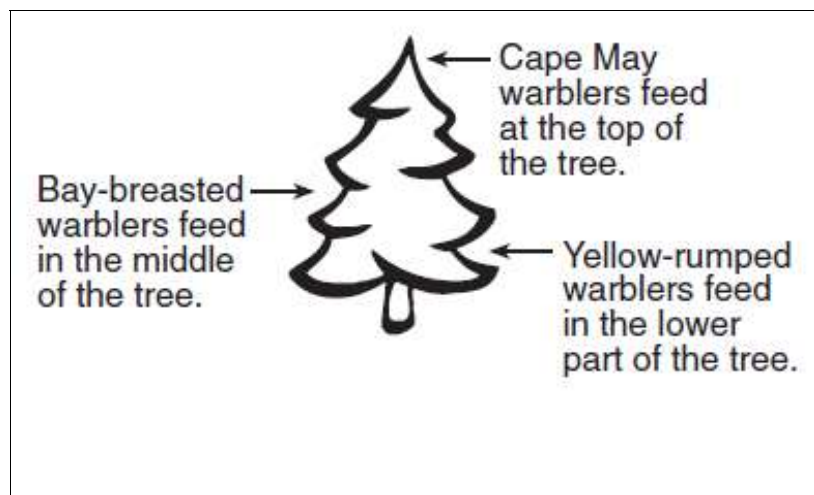 Cape May
warblers feed
at the top of
the tree.
Bay-breasted
warblers feed
in the middle
of the tree.
Yellow-rumped
warblers feed
in the lower
part of the tree.